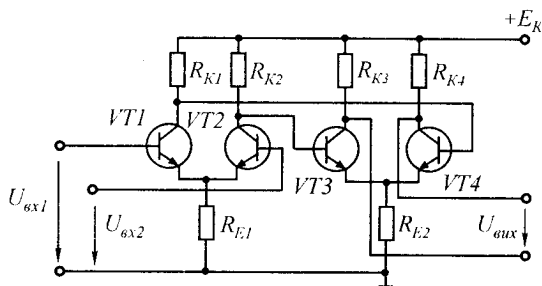 +E_K
R_K1 R_K2 R_K3 R_K4
VT1 VT2
VT3 VT4
U_вх1
U_вх2
R_E1 R_E2
U_вих